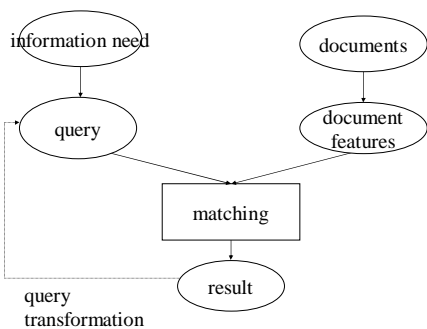 information need
documents
query
document
features
matching
result
query
transformation